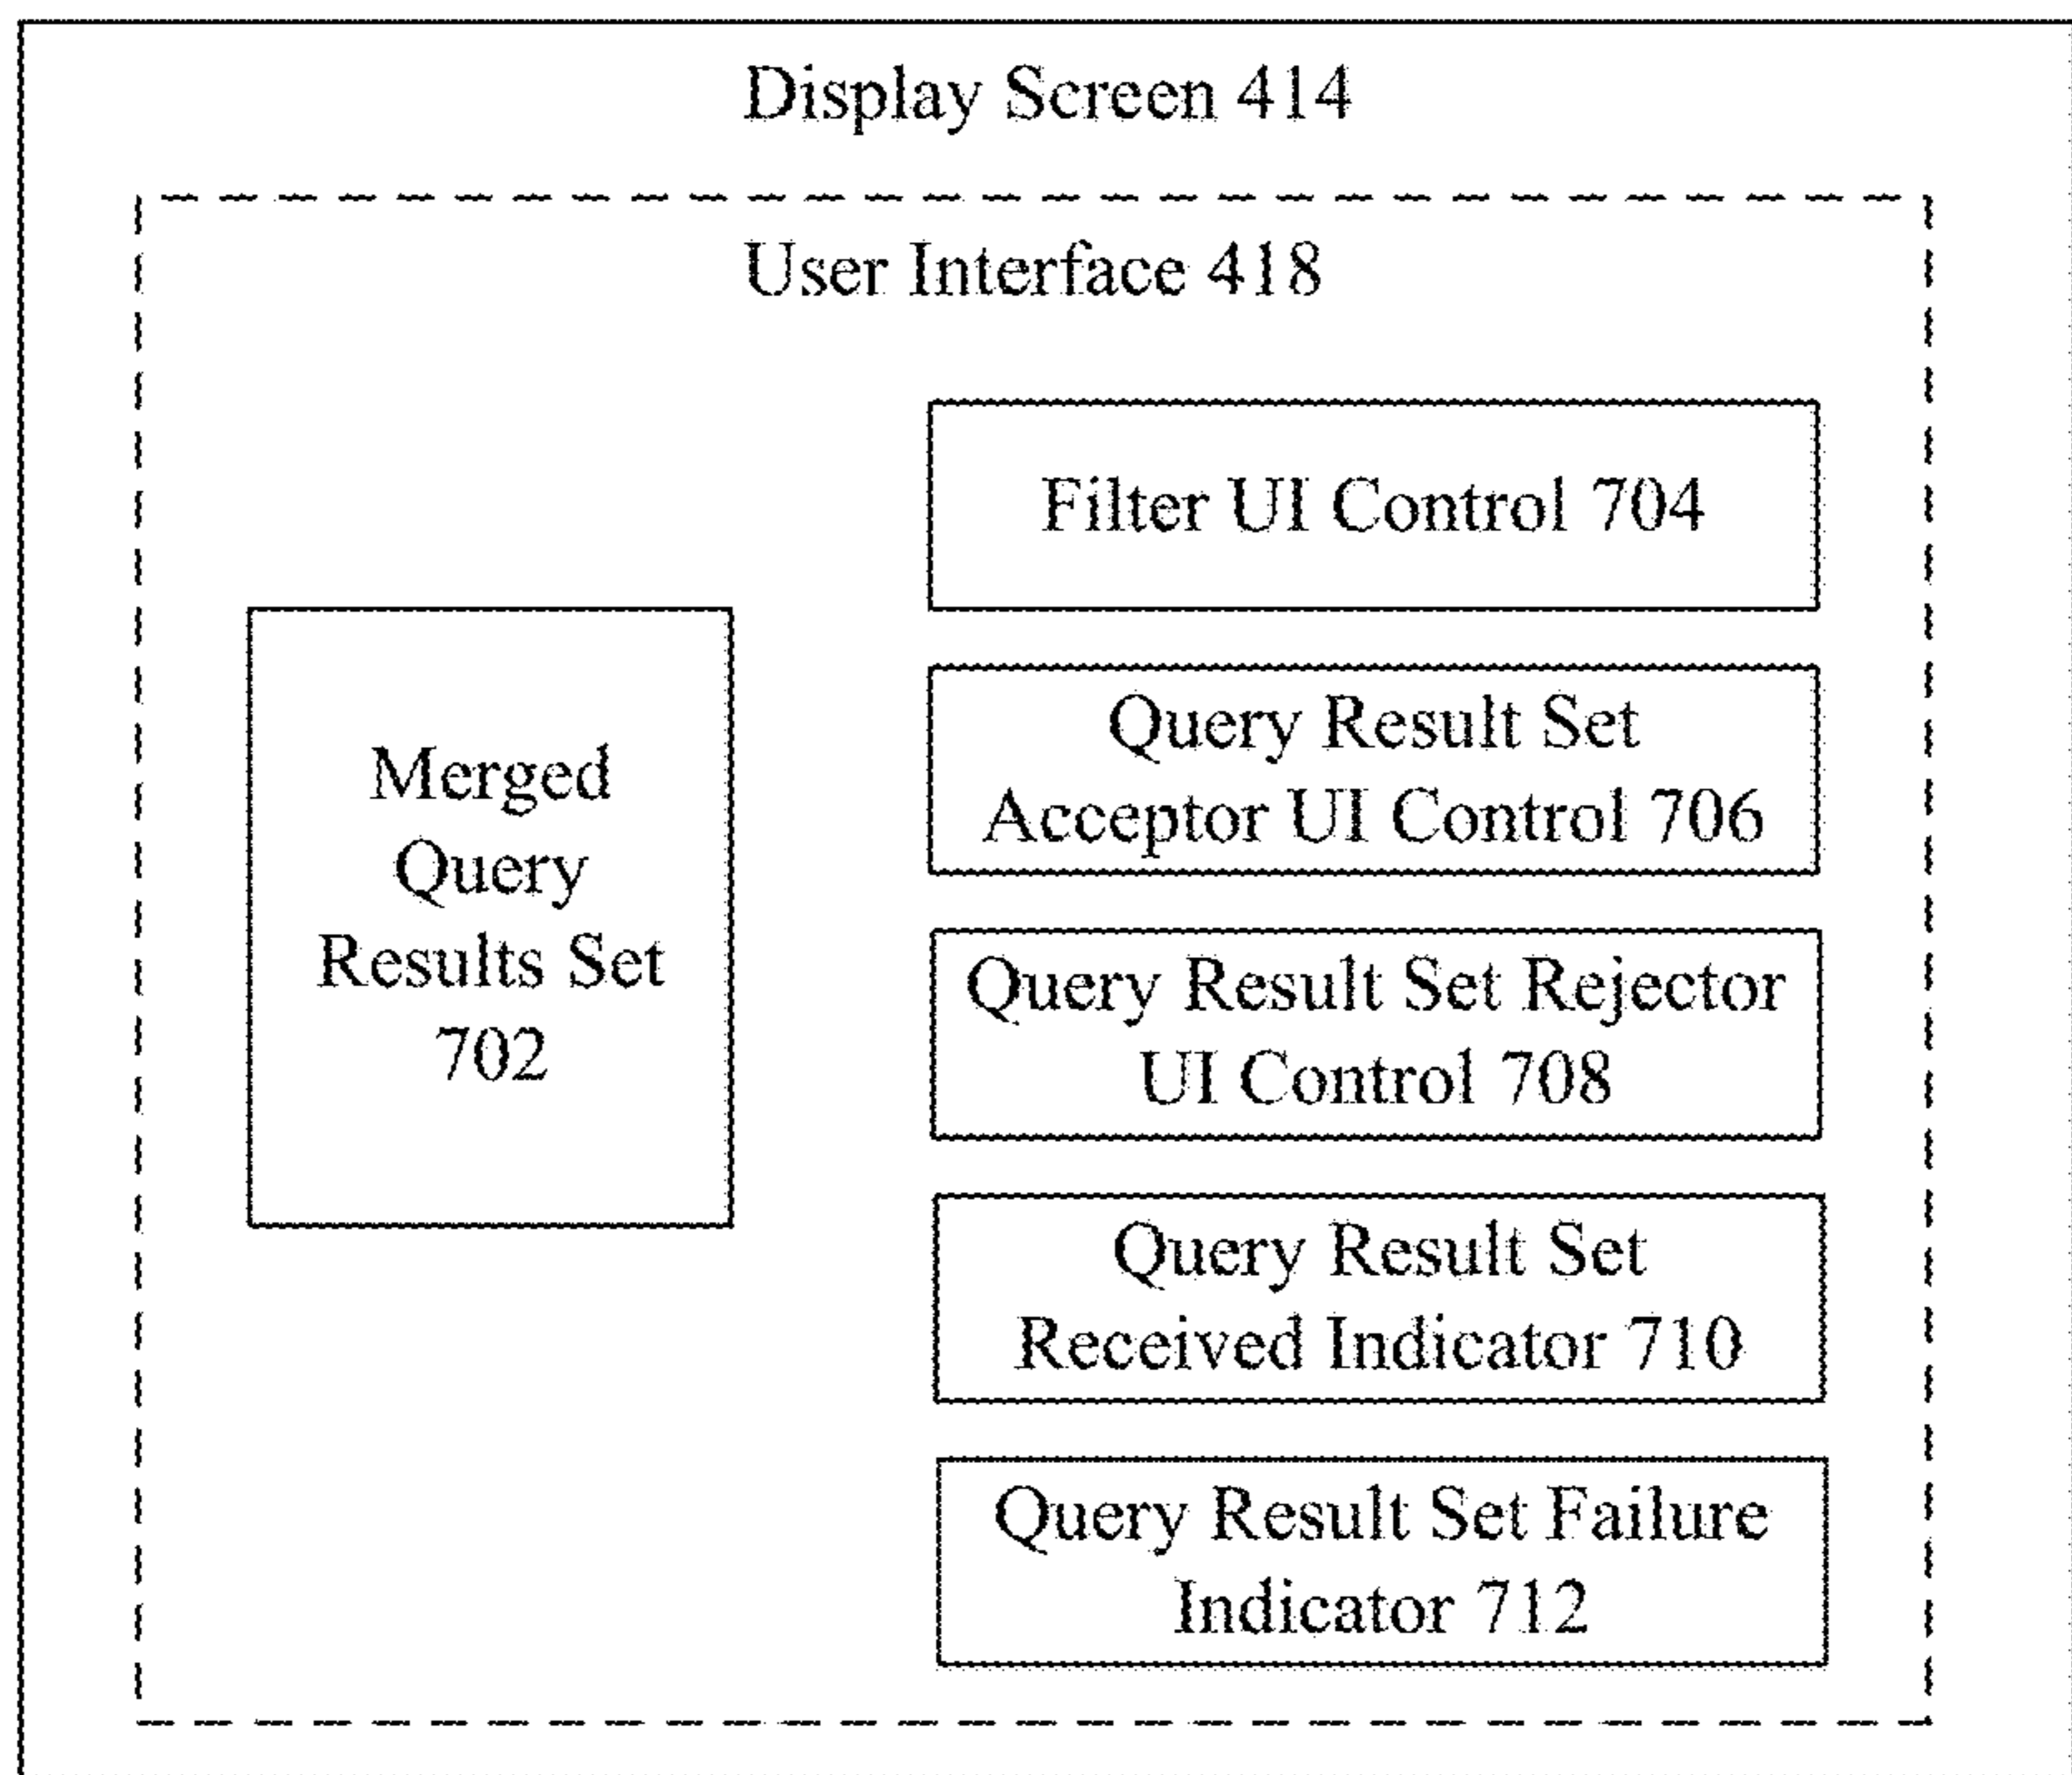 Display Screen 414
User Interface 418
Merged
Query
Results Set
702
Filter UI Control 704
Query Result Set
Acceptor UI Control 706
Query Result Set Rejector
UI Control 708
Query Result Set
Received Indicator 710
Query Result Set Failure
Indicator 712